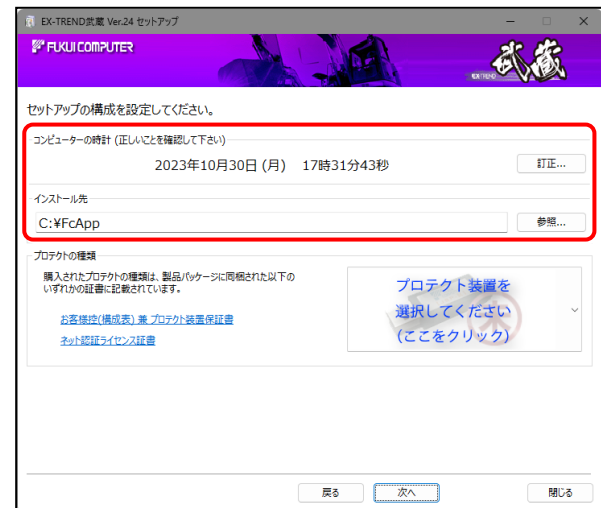 EX-TREND武蔵 Ver.24 セットアップ
FUKUI COMPUTER
EX-TREND 武蔵
セットアップの構成を設定してください。
コンピューターの時計 (正しいことを確認して下さい)
2023年10月30日 (月) 17時31分43秒
訂正...
インストール先
C:¥FcApp
参照...
プロテクトの種類
購入されたプロテクトの種類は、製品パッケージに同梱された以下の
いずれかの証書に記載されています。
お客様控(構成表) 兼 プロテクト装置保証書
ネット認証ライセンス証書
プロテクト装置を
選択してください
(ここをクリック)
戻る
次へ
閉じる